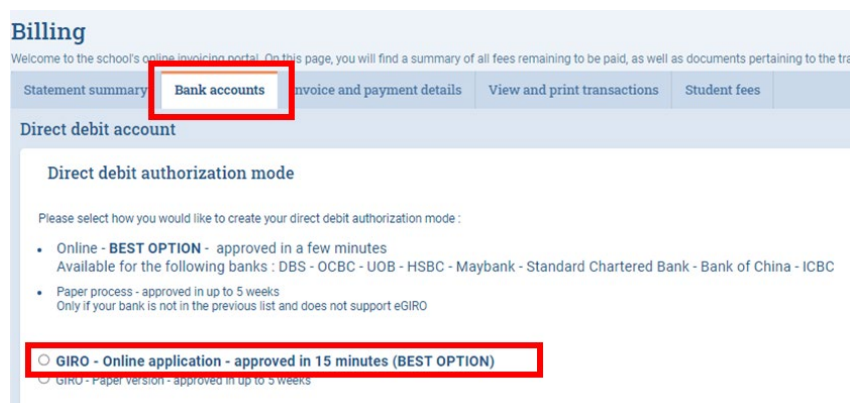 Billing
Welcome to the school's online invoicing portal. On this page, you will find a summary of all fees remaining to be paid, as well as documents pertaining to the tra
Statement summary Bank accounts nvoice and payment details View and print transactions Student fees
Direct debit account
Direct debit authorization mode
Please select how you would like to create your direct debit authorization mode :
• Online - BEST OPTION - approved in a few minutes
Available for the following banks : DBS - OCBC - UOB - HSBC - Maybank - Standard Chartered Bank - Bank of China - ICBC
• Paper process - approved in up to 5 weeks
Only if your bank is not in the previous list and does not support eGIRO
GIRO - Online application - approved in 15 minutes (BEST OPTION)
GIRO - Paper version - approved in up to 5 weeks